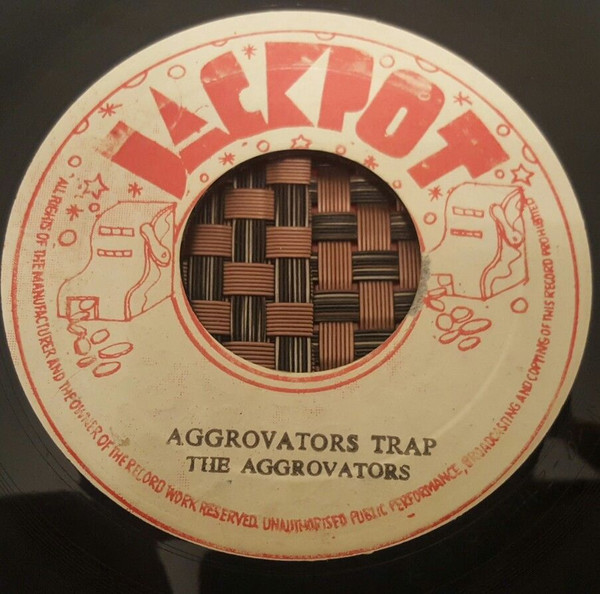 JACKPOT
AGGROVATORS TRAP
THE AGGROVATORS
ALL RIGHTS OF THE MANUFACTURER AND THE OWNER OF THE RECORD WORK RESERVED. UNAUTHORISED PUBLIC PERFORMANCE, BROADCASTING AND COPYING OF THIS RECORD PROHIBITED